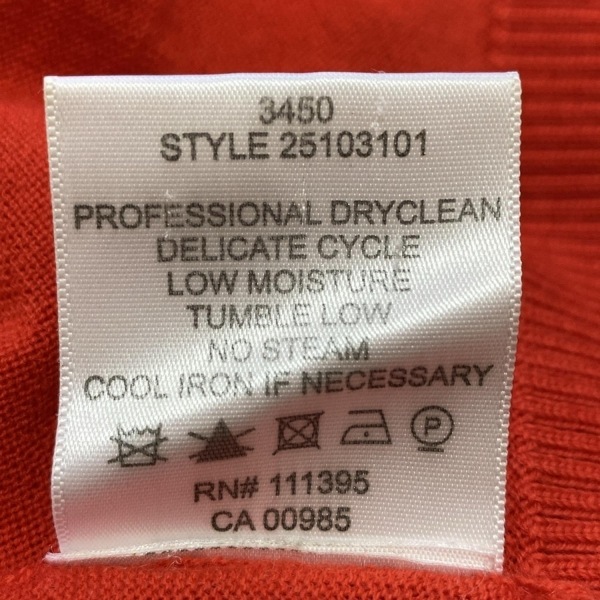 3450
STYLE 25103101
PROFESSIONAL DRYCLEAN
DELICATE CYCLE
LOW MOISTURE
TUMBLE LOW
NO STEAM
COOL IRON IF NECESSARY
P
RN# 111395
CA 00985